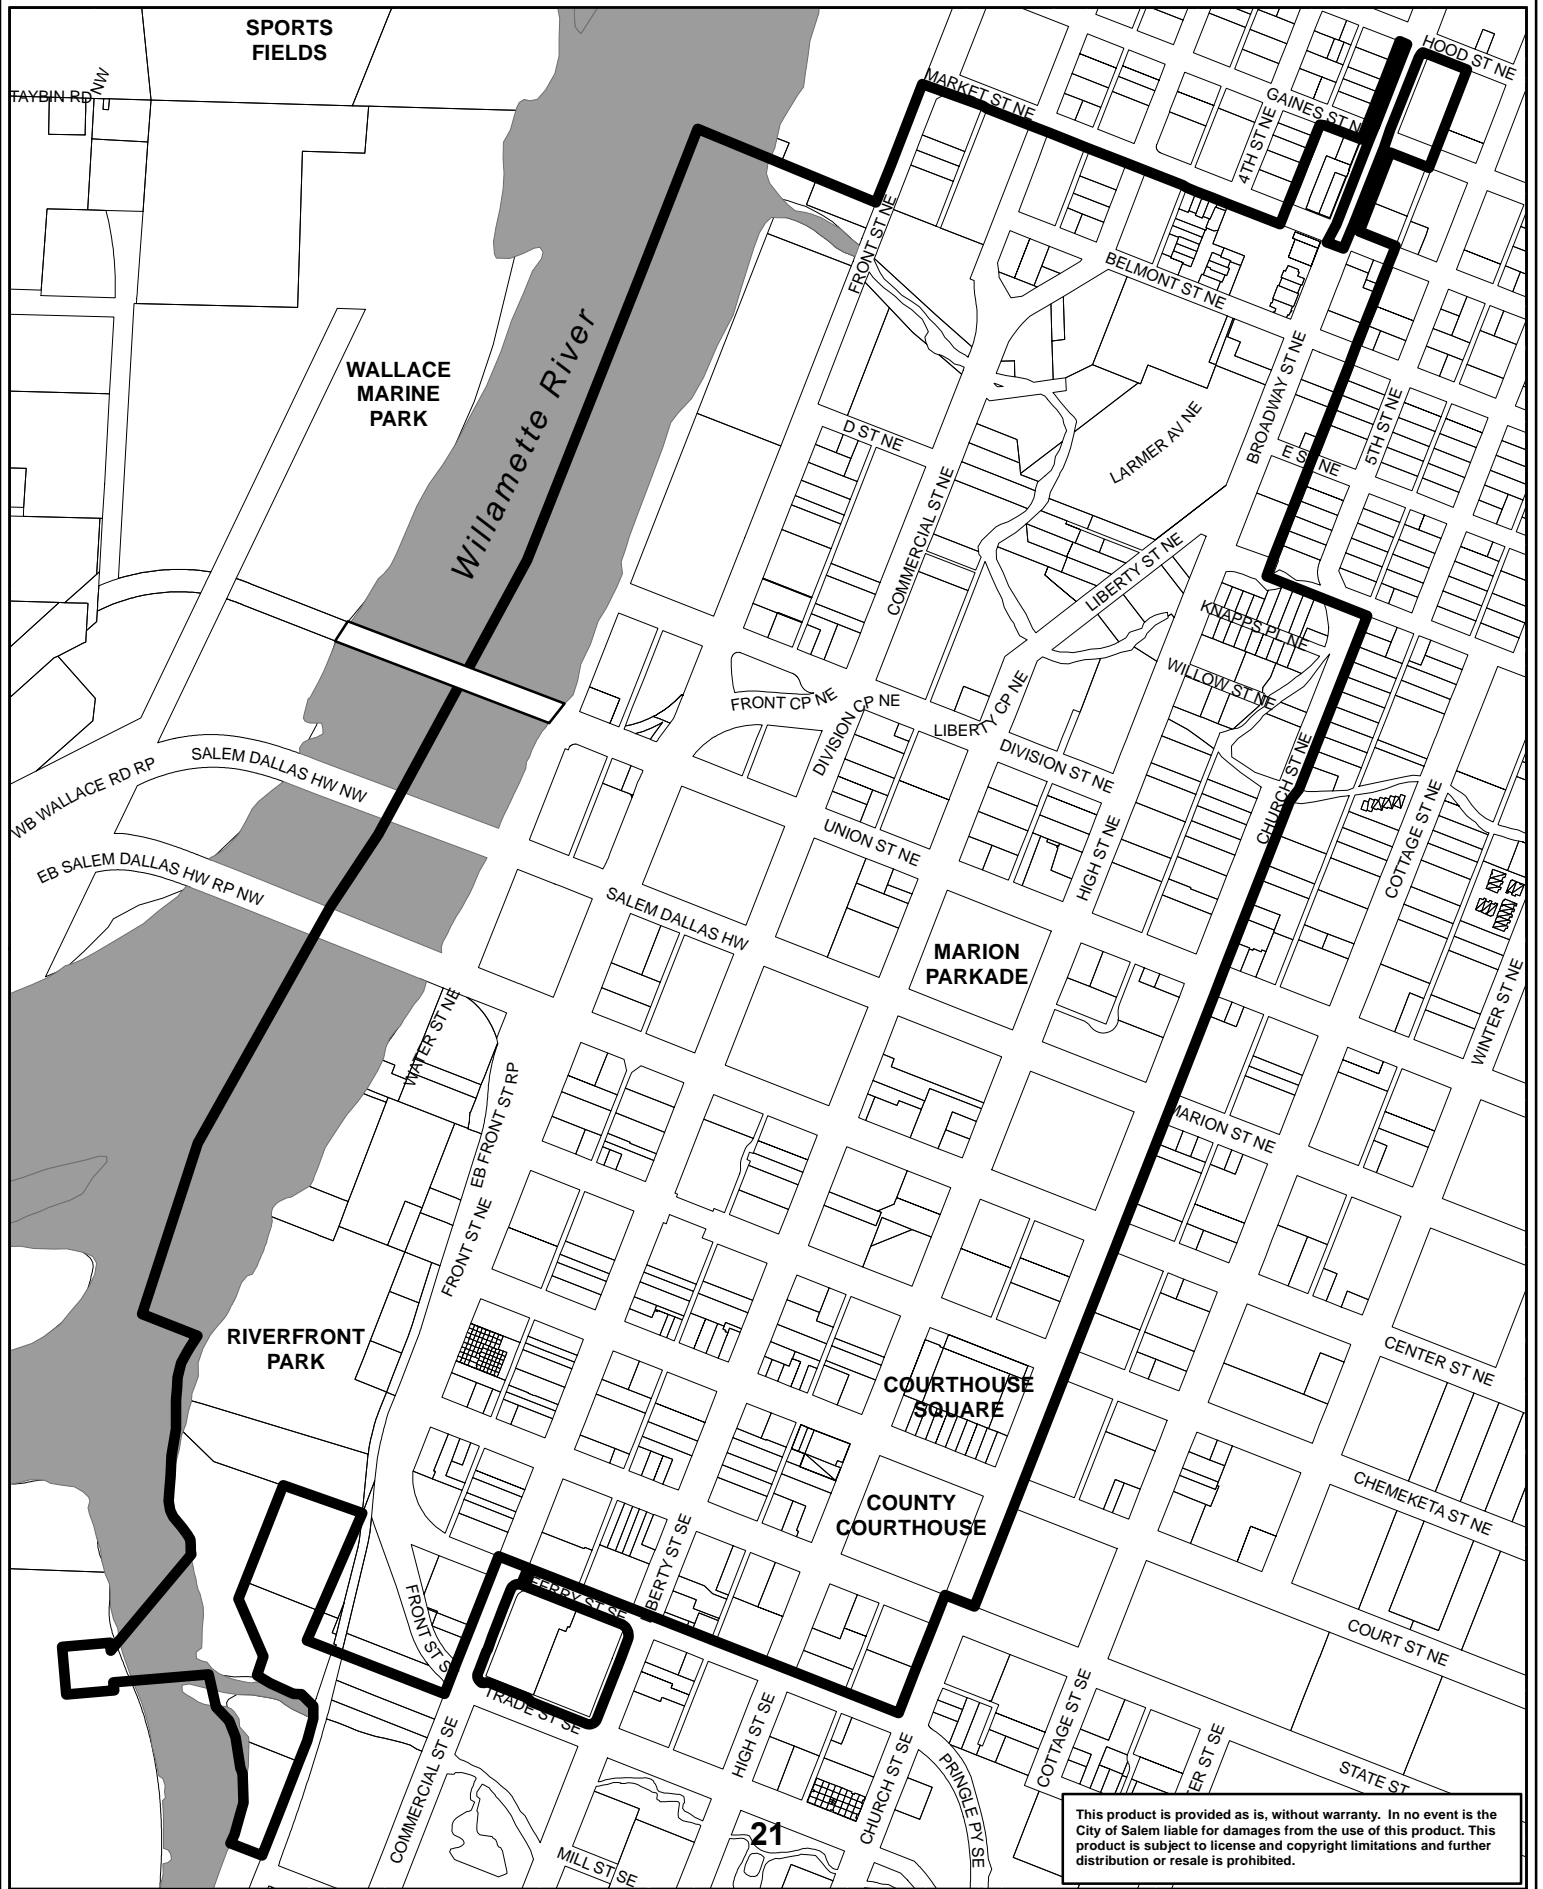 SPORTS
FIELDS
TAYBIN RD
NW
HOOD ST NE
MARKET ST NE
GAINES ST N
4TH ST NE
FRONT ST NE
BELMONT ST NE
Willamette River
WALLACE
MARINE
PARK
BROADWAY ST NE
5TH ST NE
D ST NE
LARMER AV NE
E ST NE
COMMERCIAL ST NE
LIBERTY ST NE
KNAPPS PL NE
WILLOW ST NE
FRONT CP NE
DIVISION CP NE
LIBERTY CP NE
DIVISION ST NE
SALEM DALLAS HW NW
WB WALLACE RD RP
CHURCH ST NE
COTTAGE ST NE
UNION ST NE
HIGH ST NE
EB SALEM DALLAS HW RP NW
SALEM DALLAS HW
MARION
PARKADE
WINTER ST NE
WATER ST NE
EB FRONT ST RP
MARION ST NE
FRONT ST NE
RIVERFRONT
PARK
CENTER ST NE
COURTHOUSE
SQUARE
CHEMEKETA ST NE
COUNTY
COURTHOUSE
BERTY ST SE
FERRY ST SE
FRONT ST S
COURT ST NE
TRADE ST SE
HIGH ST SE
COTTAGE ST SE
COMMERCIAL ST SE
CHURCH ST SE
PRINGLE PY SE
ER ST SE
STATE ST
MILL ST SE
21
This product is provided as is, without warranty. In no event is the
City of Salem liable for damages from the use of this product. This
product is subject to license and copyright limitations and further
distribution or resale is prohibited.